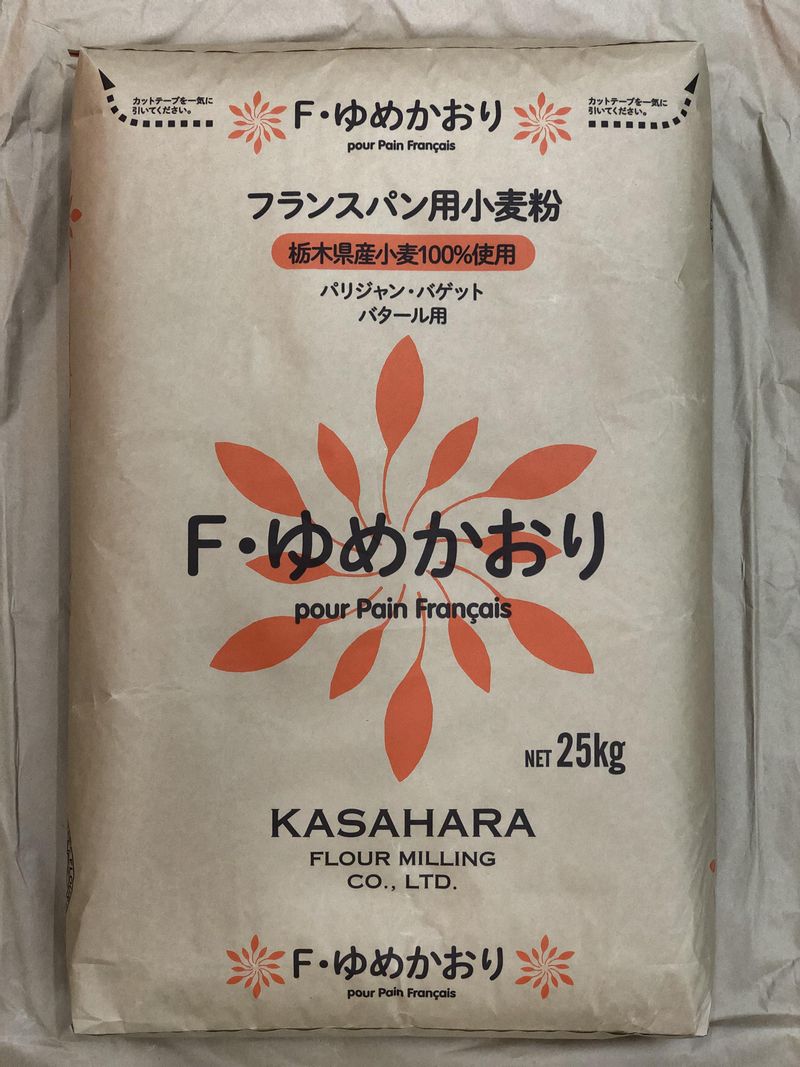 カットテープを一気に
引いてください。
F・ゆめかおり
pour Pain Français
カットテープを一気に
引いてください。
フランスパン用小麦粉
栃木県産小麦100%使用
パリジャン・バゲット
バタール用
F・ゆめかおり
pour Pain Français
NET 25kg
KASAHARA
FLOUR MILLING
CO., LTD.
F・ゆめかおり
pour Pain Français